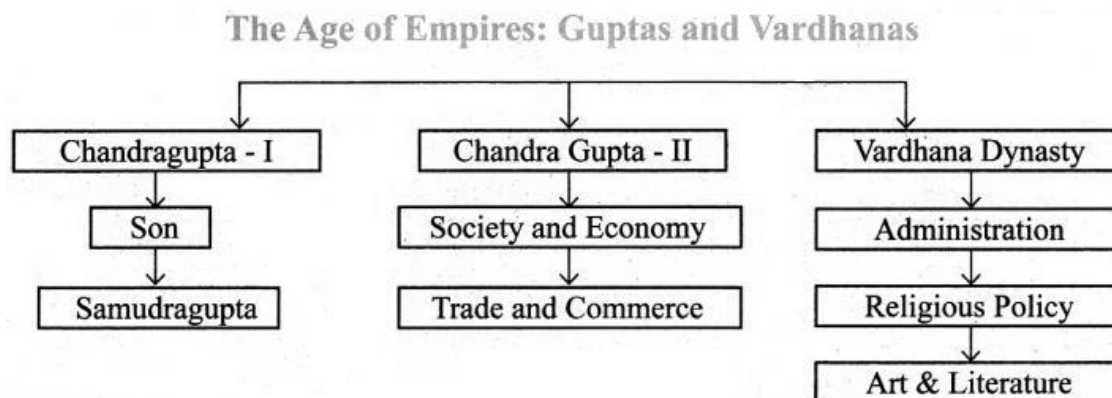 The Age of Empires: Guptas and Vardhanas
Chandragupta - I
Chandra Gupta - II
Vardhana Dynasty
Son
Society and Economy
Administration
Samudragupta
Trade and Commerce
Religious Policy
Art & Literature